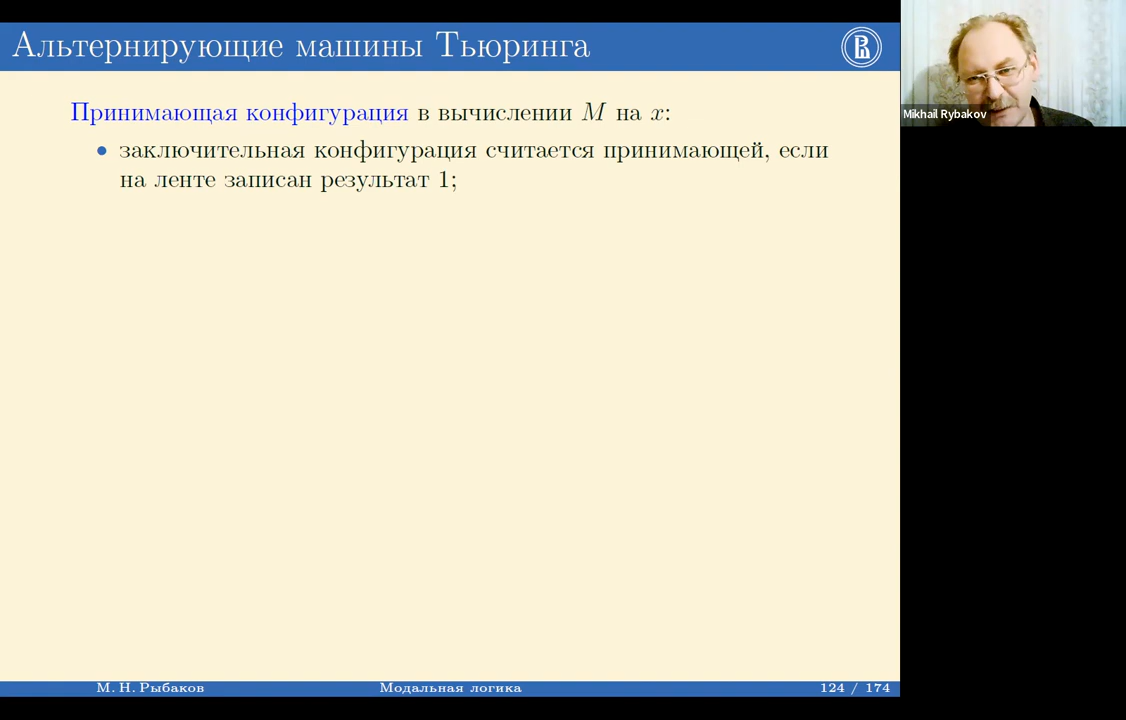 Альтернирующие машины Тьюринга
Mikhail Rybakov
Принимающая конфигурация в вычислении M на x:
• заключительная конфигурация считается принимающей, если
на ленте записан результат 1;
М. Н. Рыбаков
Модальная логика
124 / 174